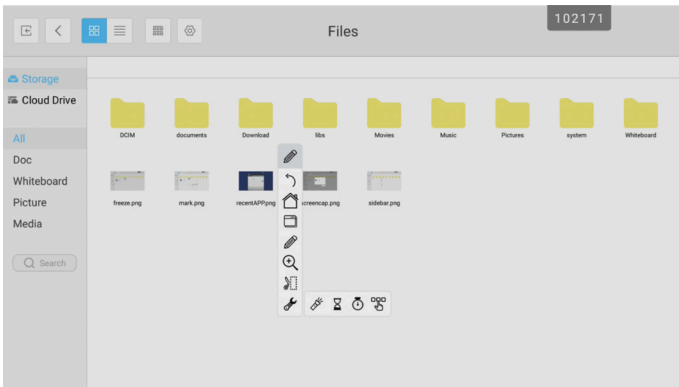 Files
102171
Storage
Cloud Drive
All
Doc
Whiteboard
Picture
Media
Search
DCIM
documents
Download
libs
Movies
Music
Pictures
system
Whiteboard
freeze.png
mark.png
recentAPP.png
screencap.png
sidebar.png